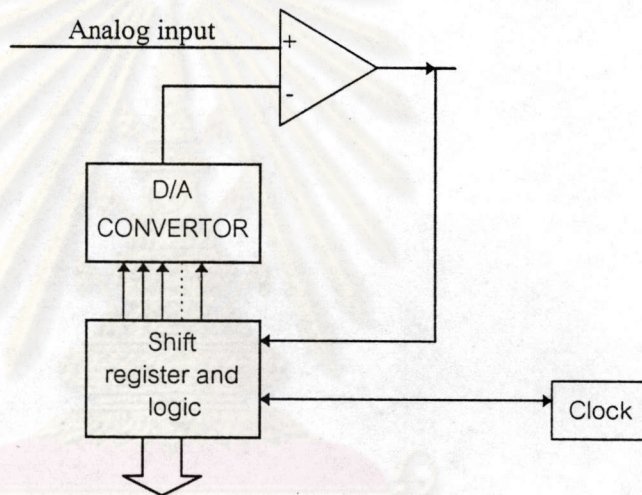 Analog input
+
-
D/A
CONVERTOR
Shift
register and
logic
Clock